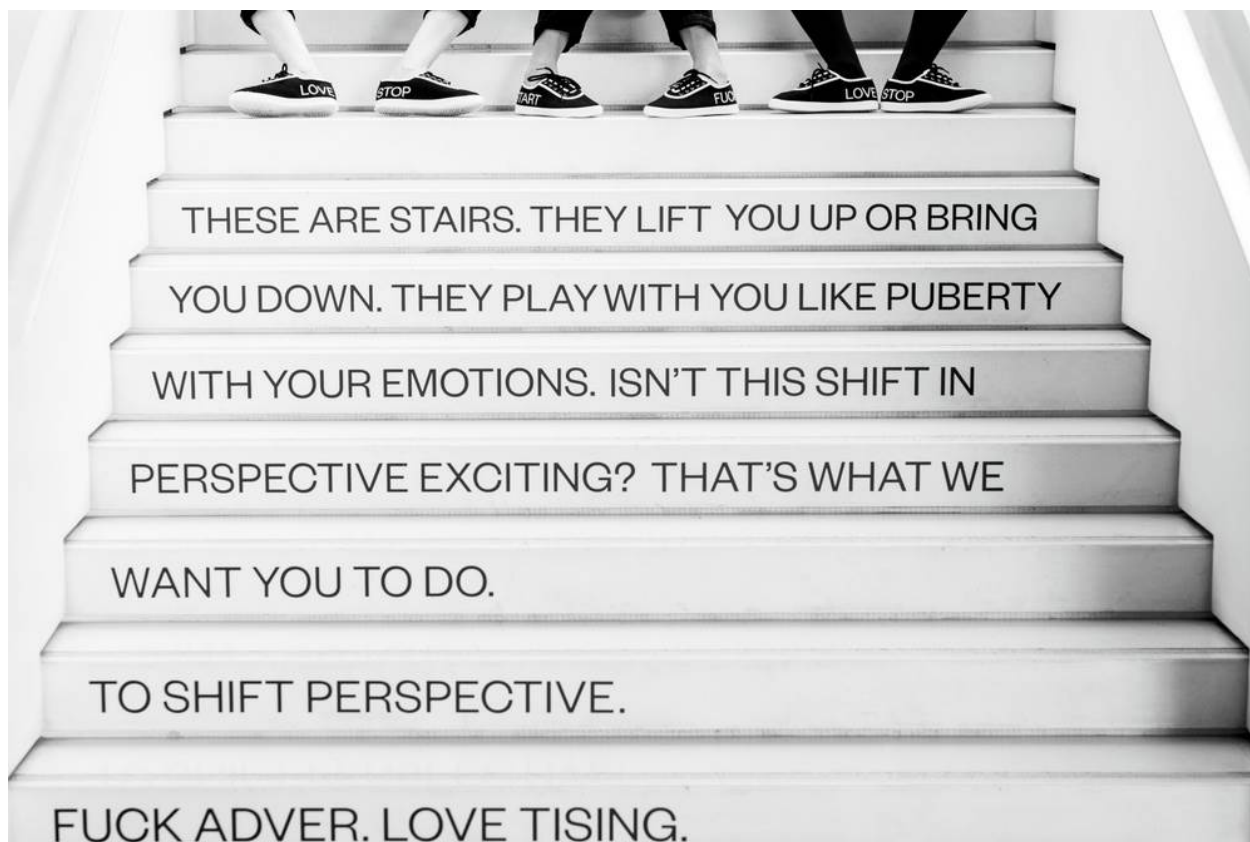 LOVE STOP START FUCK LOVE STOP
THESE ARE STAIRS. THEY LIFT YOU UP OR BRING
YOU DOWN. THEY PLAY WITH YOU LIKE PUBERTY
WITH YOUR EMOTIONS. ISN'T THIS SHIFT IN
PERSPECTIVE EXCITING? THAT'S WHAT WE
WANT YOU TO DO.
TO SHIFT PERSPECTIVE.
FUCK ADVER. LOVE TISING.